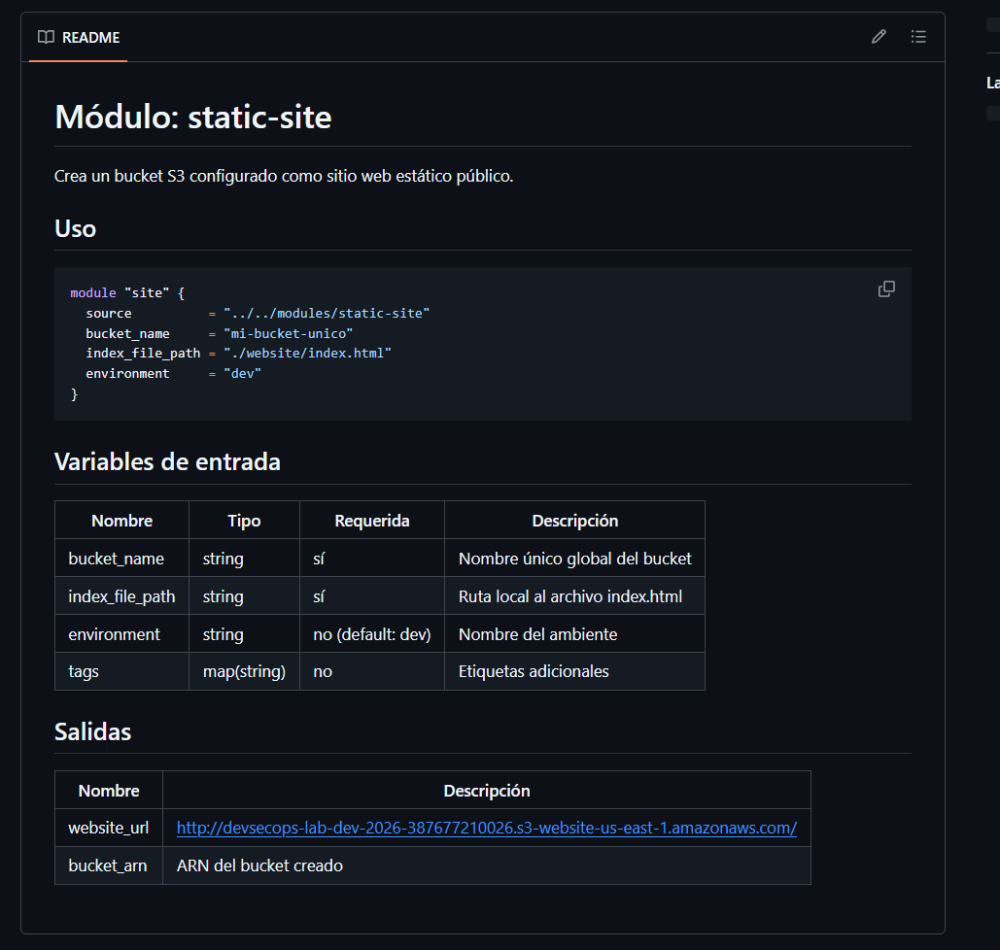 README
La
Módulo: static-site
Crea un bucket S3 configurado como sitio web estático público.
Uso
module "site" {
  source          = "../../modules/static-site"
  bucket_name     = "mi-bucket-unico"
  index_file_path = "./website/index.html"
  environment     = "dev"
}
Variables de entrada
Nombre Tipo Requerida Descripción
bucket_name string sí Nombre único global del bucket
index_file_path string sí Ruta local al archivo index.html
environment string no (default: dev) Nombre del ambiente
tags map(string) no Etiquetas adicionales
Salidas
Nombre Descripción
website_url http://devsecops-lab-dev-2026-387677210026.s3-website-us-east-1.amazonaws.com/
bucket_arn ARN del bucket creado